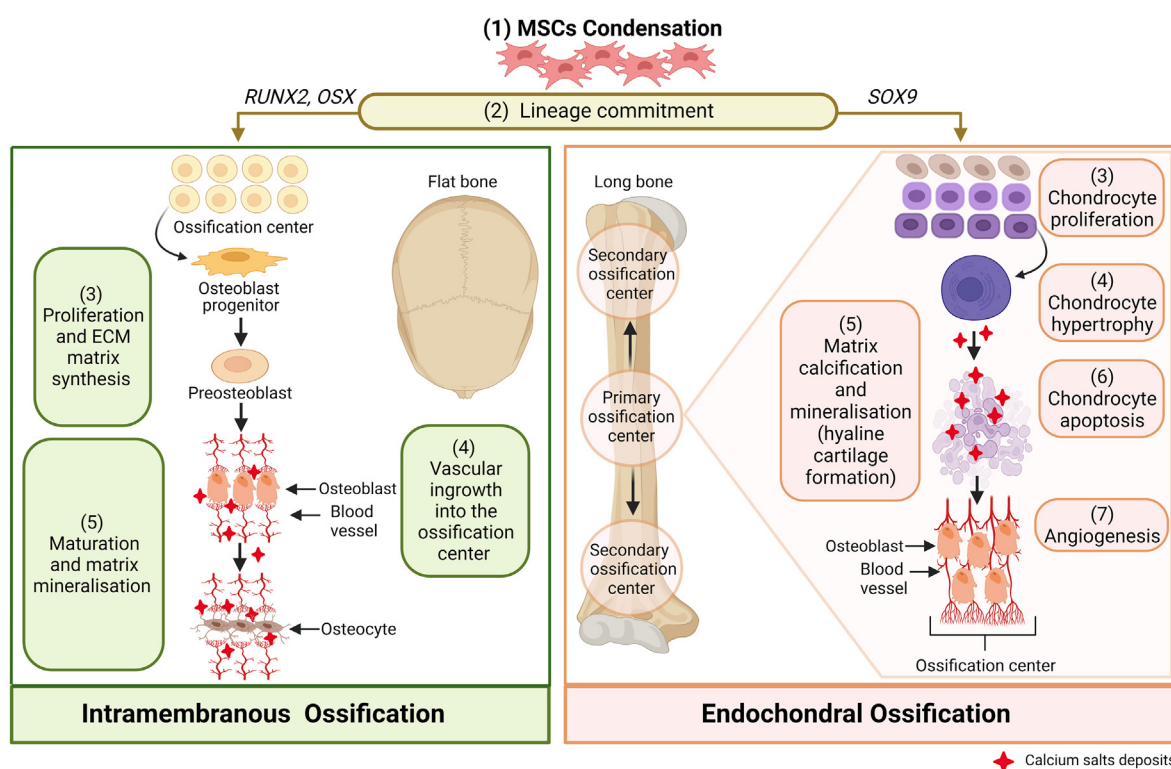 (1) MSCs Condensation
RUNX2, OSX
(2) Lineage commitment
SOX9
Ossification center
Osteoblast
progenitor
Preosteoblast
Osteoblast
Blood
vessel
Osteocyte
(3)
Proliferation
and ECM
matrix
synthesis
(5)
Maturation
and matrix
mineralisation
Flat bone
(4)
Vascular
ingrowth
into the
ossification
center
Intramembranous Ossification
Long bone
Secondary
ossification
center
Primary
ossification
center
Secondary
ossification
center
(3)
Chondrocyte
proliferation
(4)
Chondrocyte
hypertrophy
(5)
Matrix
calcification
and
mineralisation
(hyaline
cartilage
formation)
(6)
Chondrocyte
apoptosis
(7)
Angiogenesis
Osteoblast
Blood
vessel
Ossification center
Endochondral Ossification
Calcium salts deposits